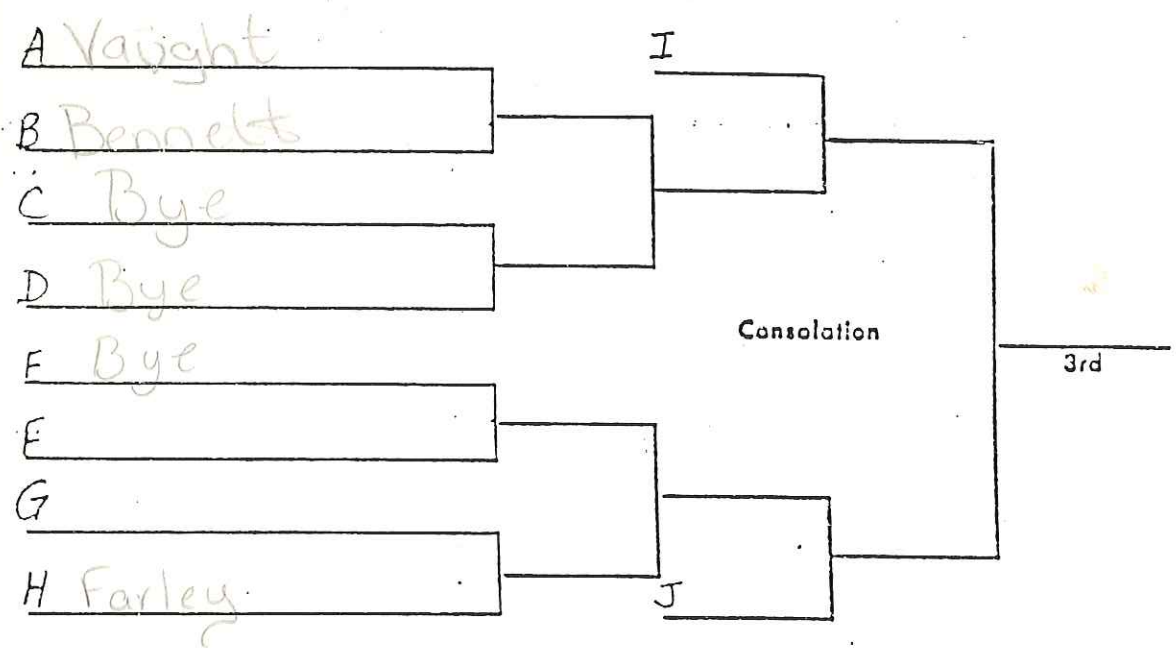 A Vaught
I
B Bennett
C Bye
D Bye
Consolation
F Bye
3rd
E
G
H Farley
J